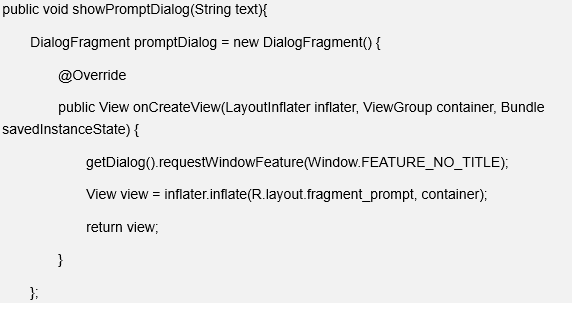 public void showPromptDialog(String text){
DialogFragment promptDialog = new DialogFragment() {
@Override
public View onCreateView(LayoutInflater inflater, ViewGroup container, Bundle
savedInstanceState) {
getDialog().requestWindowFeature(Window.FEATURE_NO_TITLE);
View view = inflater.inflate(R.layout.fragment_prompt, container);
return view;
}
};